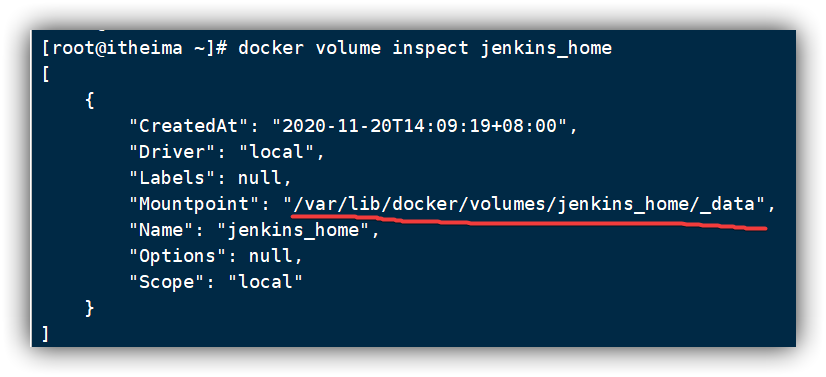 [root@itheima ~]# docker volume inspect jenkins_home
[
    {
        "CreatedAt": "2020-11-20T14:09:19+08:00",
        "Driver": "local",
        "Labels": null,
        "Mountpoint": "/var/lib/docker/volumes/jenkins_home/_data",
        "Name": "jenkins_home",
        "Options": null,
        "Scope": "local"
    }
]